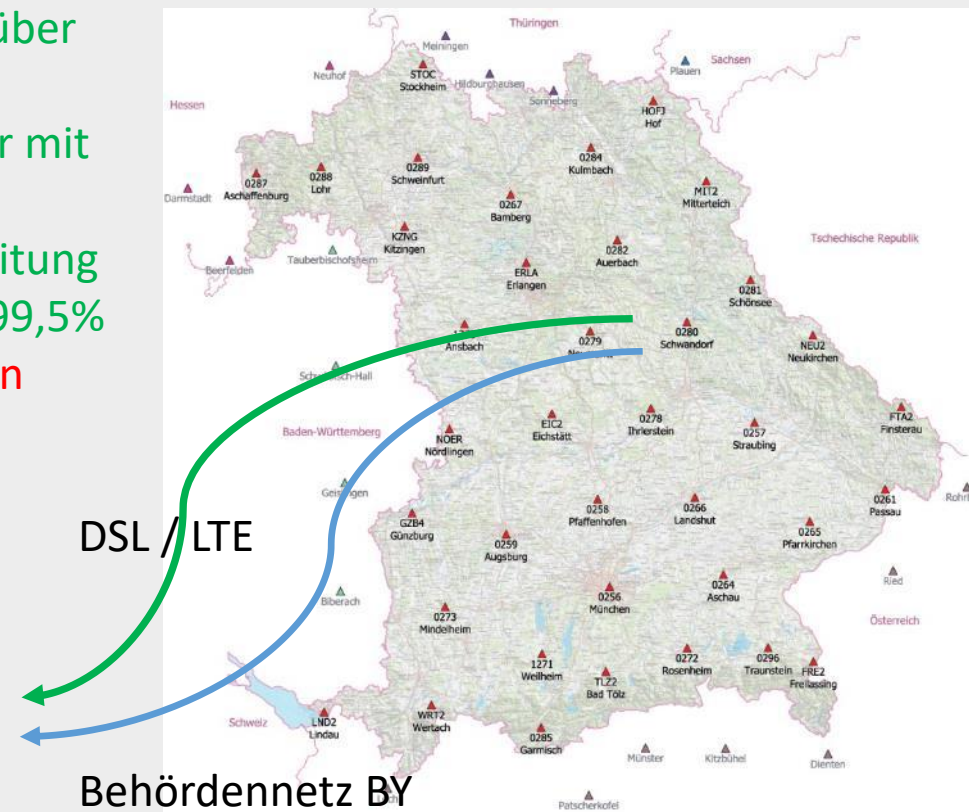 über
r mit
itung
99,5%
n
Thüringen
Meiningen
Neuhof
STOC
Stockheim
Hildburghausen
Sonneberg
Plauen
Sachsen
Hessen
HOFJ
Hof
0284
Kulmbach
0289
Schweinfurt
0288
Lohr
0287
Aschaffenburg
Darmstadt
0267
Bamberg
MIT2
Mitterteich
KZNG
Kitzingen
Tauberbischofsheim
Beerfelden
0282
Auerbach
Tschechische Republik
ERLA
Erlangen
0281
Schönsee
Ansbach
0279
0280
Schwandorf
NEU2
Neukirchen
Baden-Württemberg
NOER
Nördlingen
EIC2
Eichstätt
0278
Ihrlerstein
0257
Straubing
FTA2
Finsterau
GZB4
Günzburg
0258
Pfaffenhofen
0266
Landshut
0261
Passau
0265
Pfarrkirchen
DSL / LTE
0259
Augsburg
0256
München
0264
Aschau
Ried
Biberach
Österreich
0273
Mindelheim
1271
Weilheim
TLZ2
Bad Tölz
0272
Rosenheim
0296
Traunstein
FRE2
Freilassing
Schweiz
LND2
Lindau
WRT2
Wertach
0285
Garmisch
Münster
Kitzbühel
Dienten
Behördennetz BY
Patscherkofel